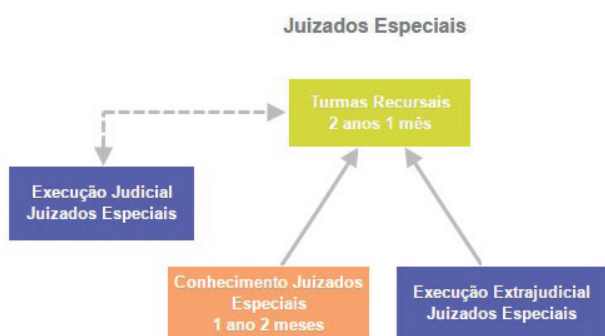 Juizados Especiais
Turmas Recursais
2 anos 1 mês
Execução Judicial
Juizados Especiais
Conhecimento Juizados
Especiais
1 ano 2 meses
Execução Extrajudicial
Juizados Especiais